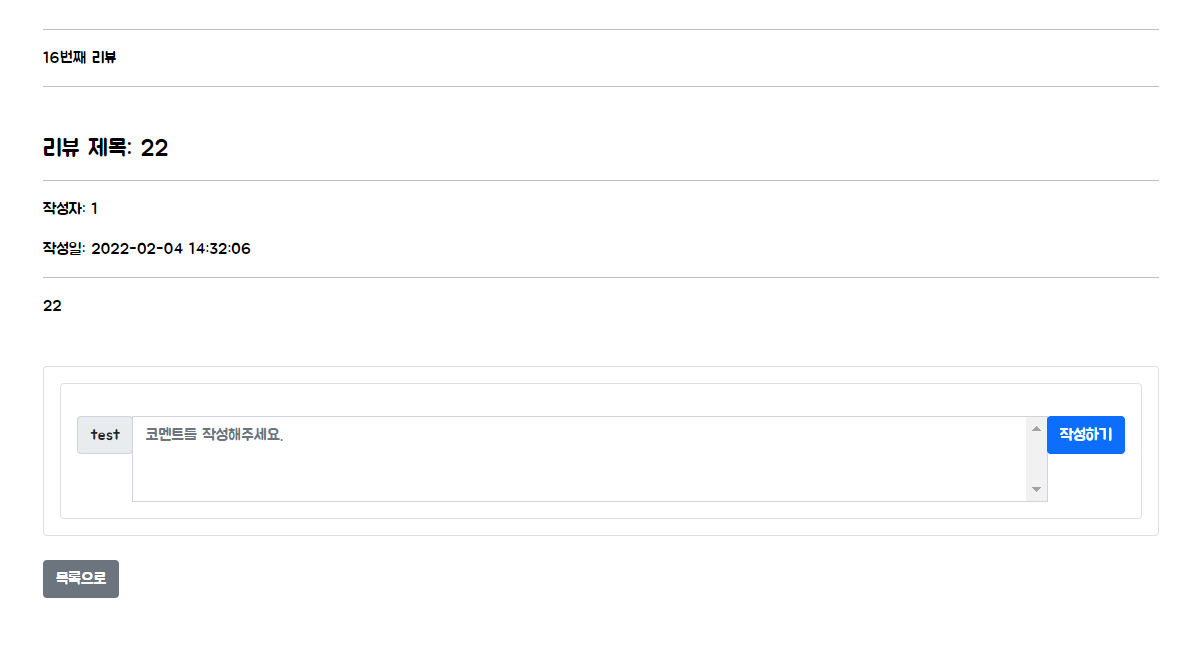 16번째 리뷰
리뷰 제목: 22
작성자: 1
작성일: 2022-02-04 14:32:06
22
test 코멘트를 작성해주세요. 작성하기
목록으로